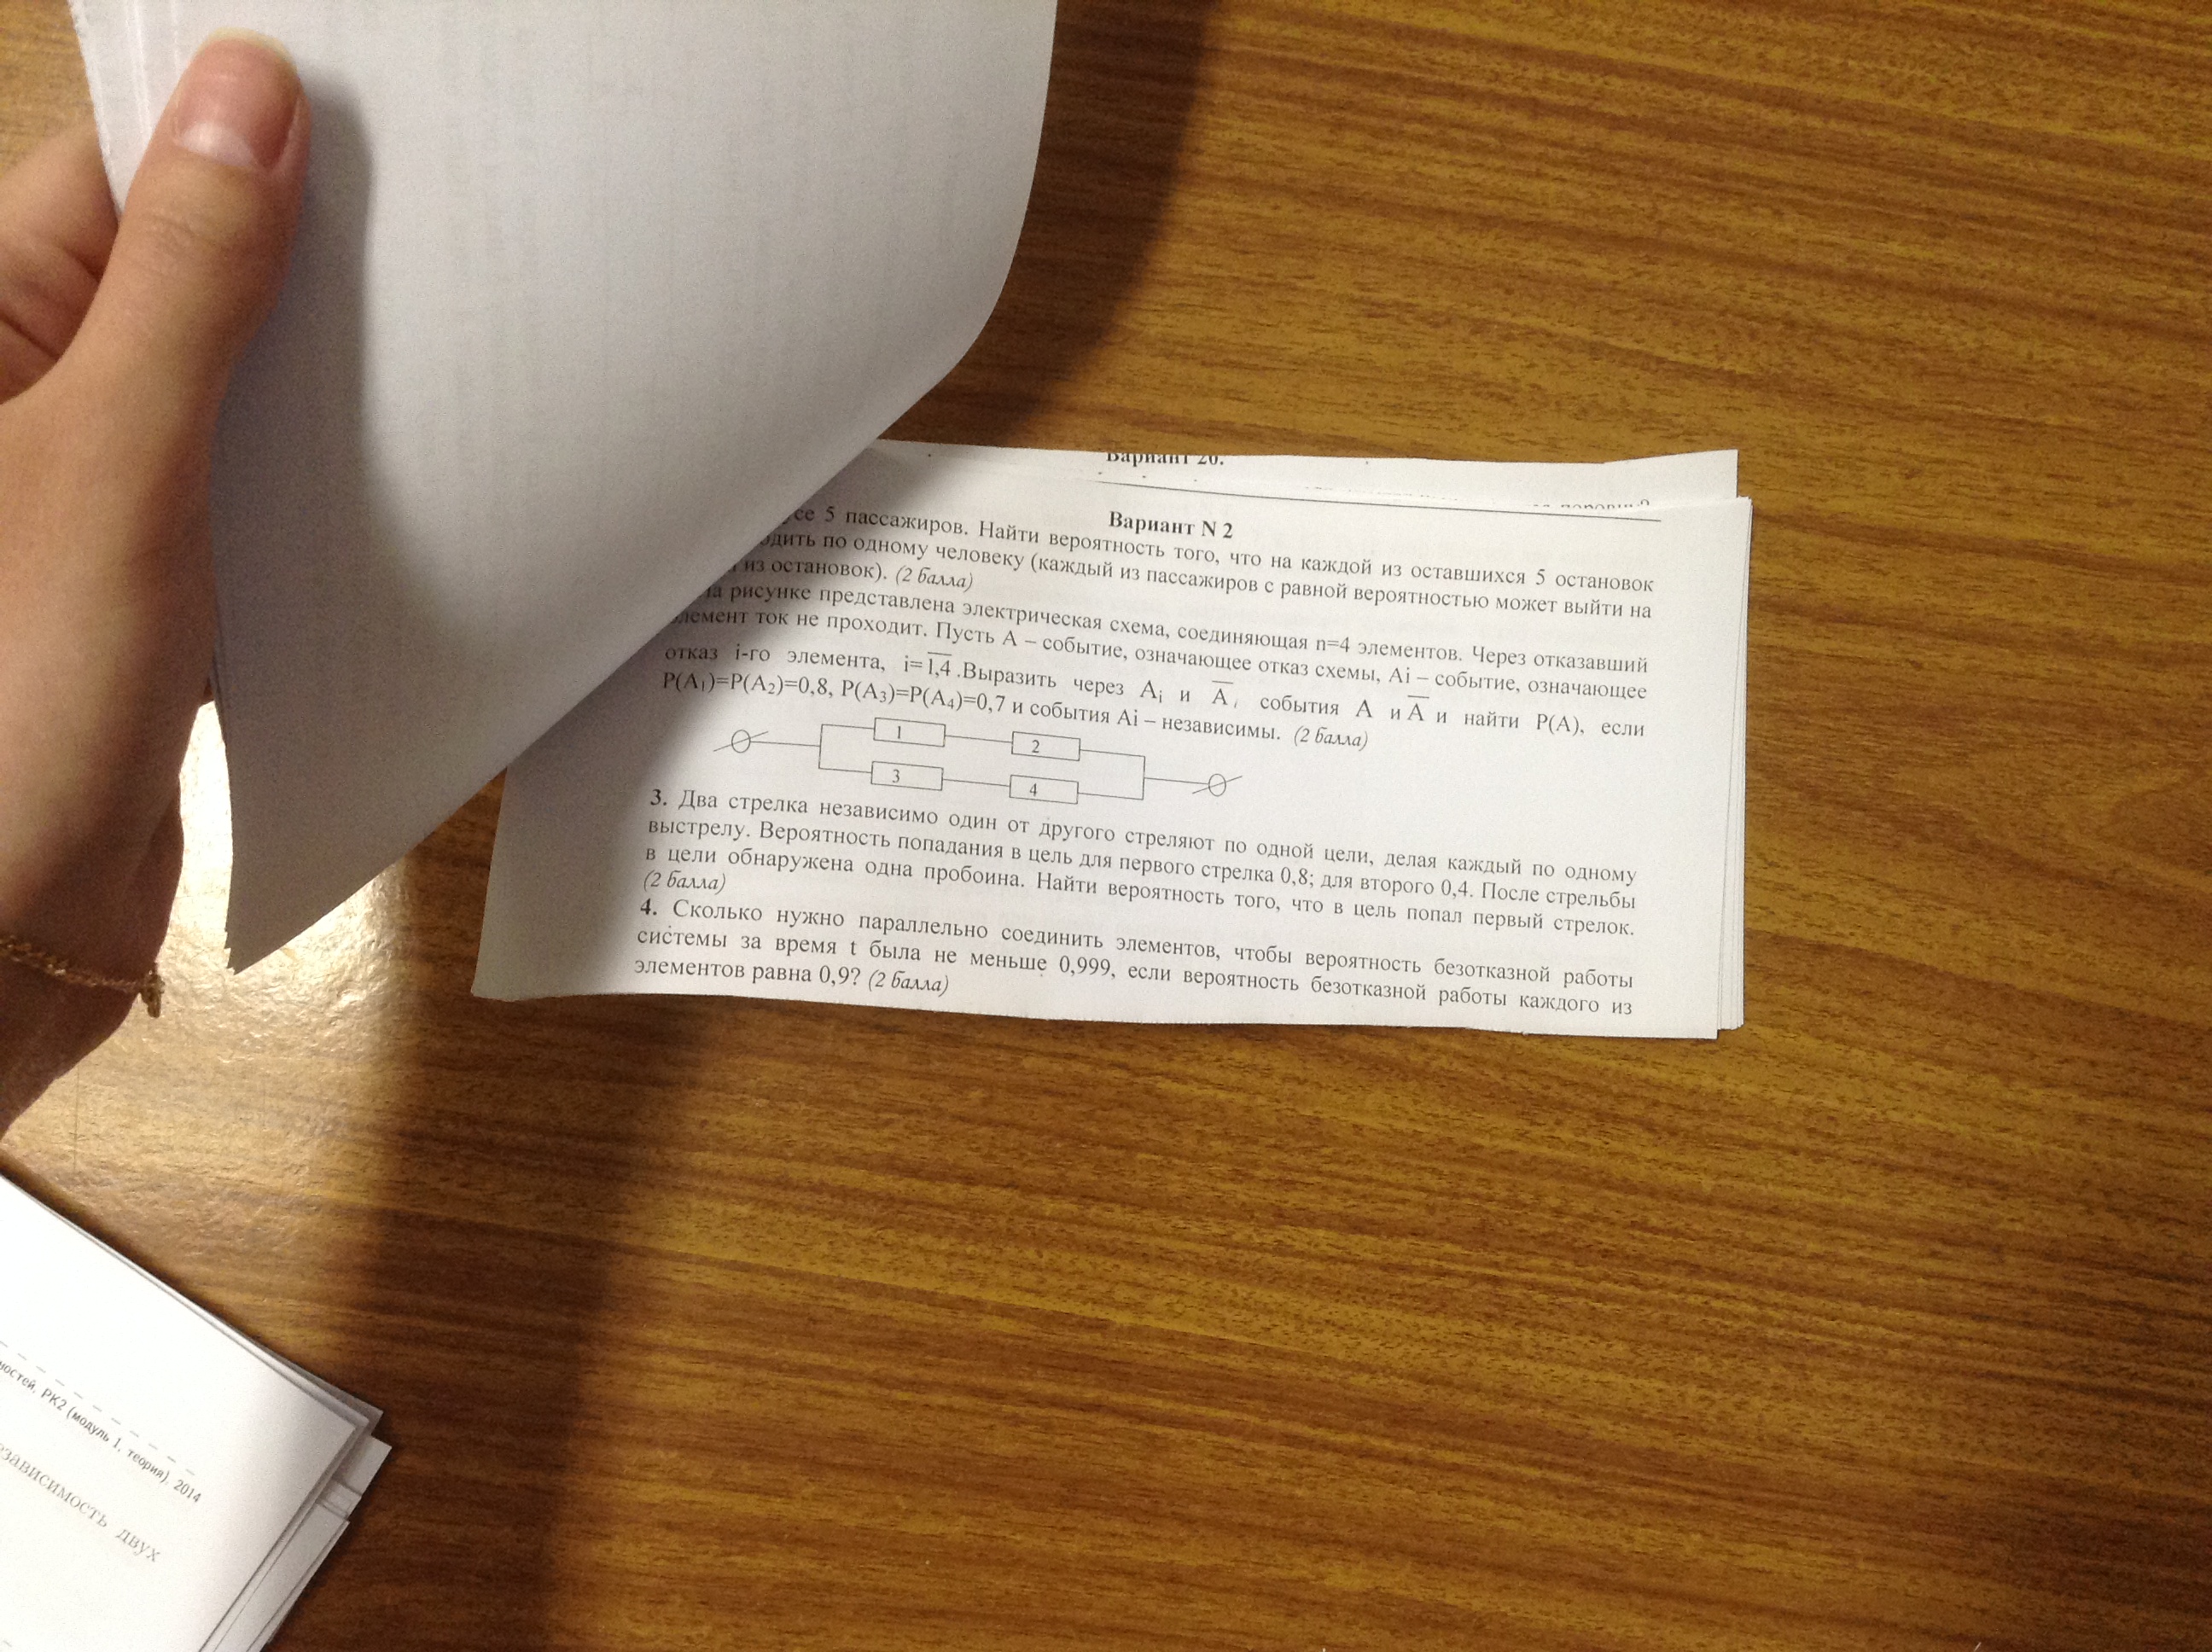 Вариант 20.
Вариант N 2
5 пассажиров. Найти вероятность того, что на каждой из оставшихся 5 остановок
по одному человеку (каждый из пассажиров с равной вероятностью может выйти на
из остановок). (2 балла)
рисунке представлена электрическая схема, соединяющая n=4 элементов. Через отказавший
элемент ток не проходит. Пусть А – событие, означающее отказ схемы, Аi – событие, означающее
отказ i-го элемента, i=1,4 .Выразить через Ai и A̅i события А и A̅ и найти P(A), если
P(A1)=P(A2)=0,8, P(A3)=P(A4)=0,7 и события Ai – независимы. (2 балла)
1
2
3
4
3. Два стрелка независимо один от другого стреляют по одной цели, делая каждый по одному
выстрелу. Вероятность попадания в цель для первого стрелка 0,8; для второго 0,4. После стрельбы
в цели обнаружена одна пробоина. Найти вероятность того, что в цель попал первый стрелок.
(2 балла)
4. Сколько нужно параллельно соединить элементов, чтобы вероятность безотказной работы
системы за время t была не меньше 0,999, если вероятность безотказной работы каждого из
элементов равна 0,9? (2 балла)
РК2 (модуль 1, теория), 2014
двух